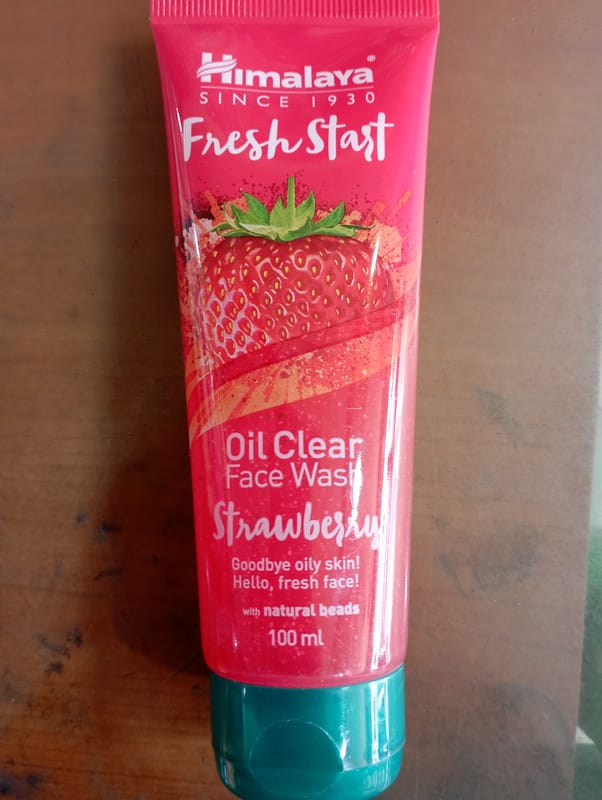 Himalaya®
SINCE 1930
Fresh Start
Oil Clear
Face Wash
Strawberry
Goodbye oily skin!
Hello, fresh face!
with natural beads
100 ml